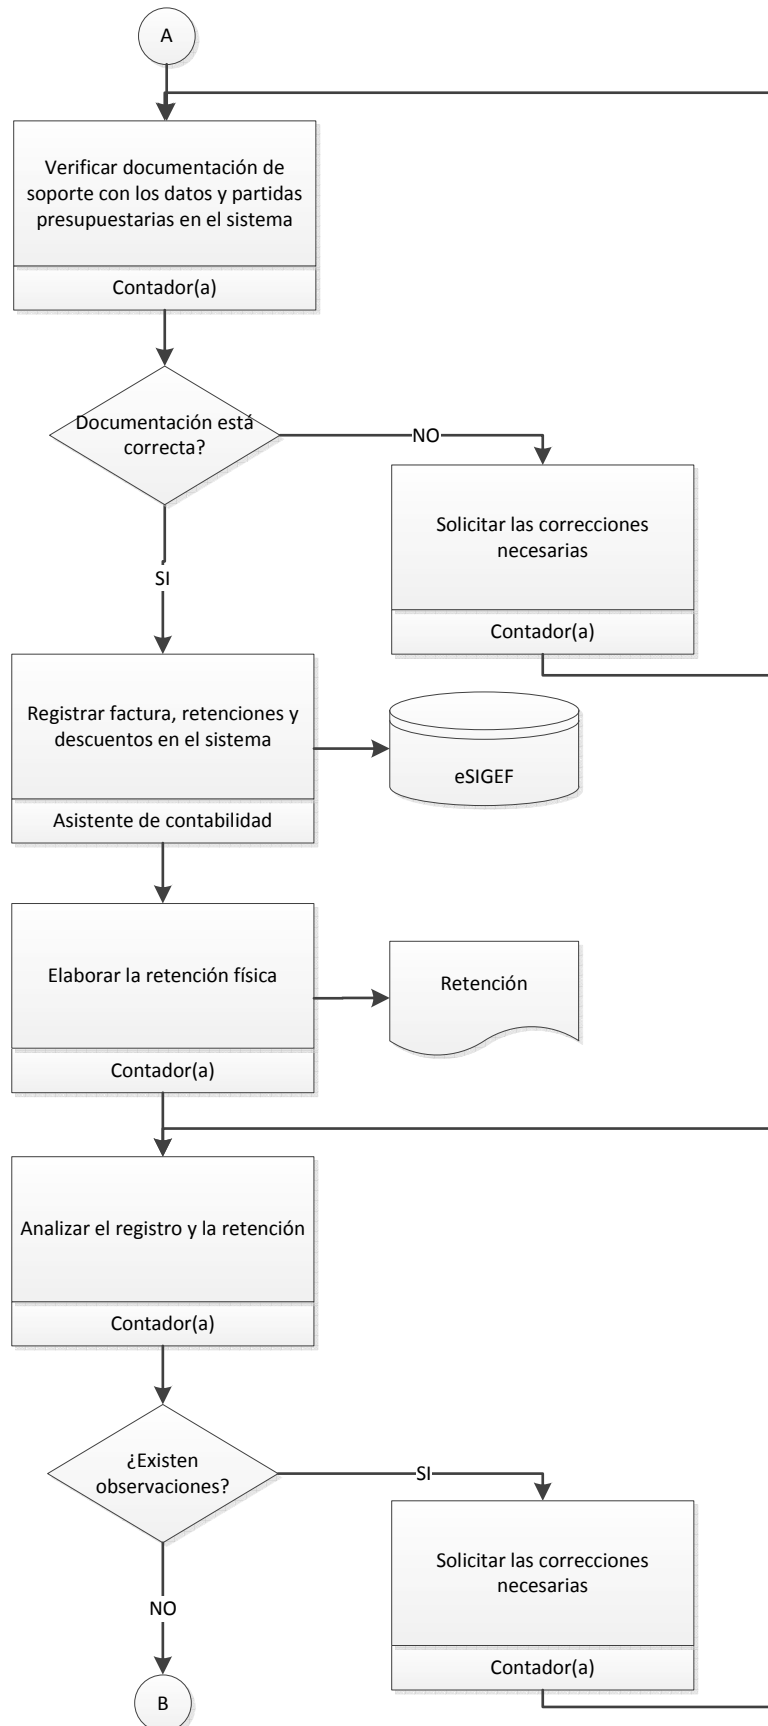 A
Verificar documentación de
soporte con los datos y partidas
presupuestarias en el sistema
Contador(a)
Documentación está
correcta?
NO
Solicitar las correcciones
necesarias
Contador(a)
SI
Registrar factura, retenciones y
descuentos en el sistema
Asistente de contabilidad
eSIGEF
Elaborar la retención física
Contador(a)
Retención
Analizar el registro y la retención
Contador(a)
¿Existen
observaciones?
SI
Solicitar las correcciones
necesarias
Contador(a)
NO
B